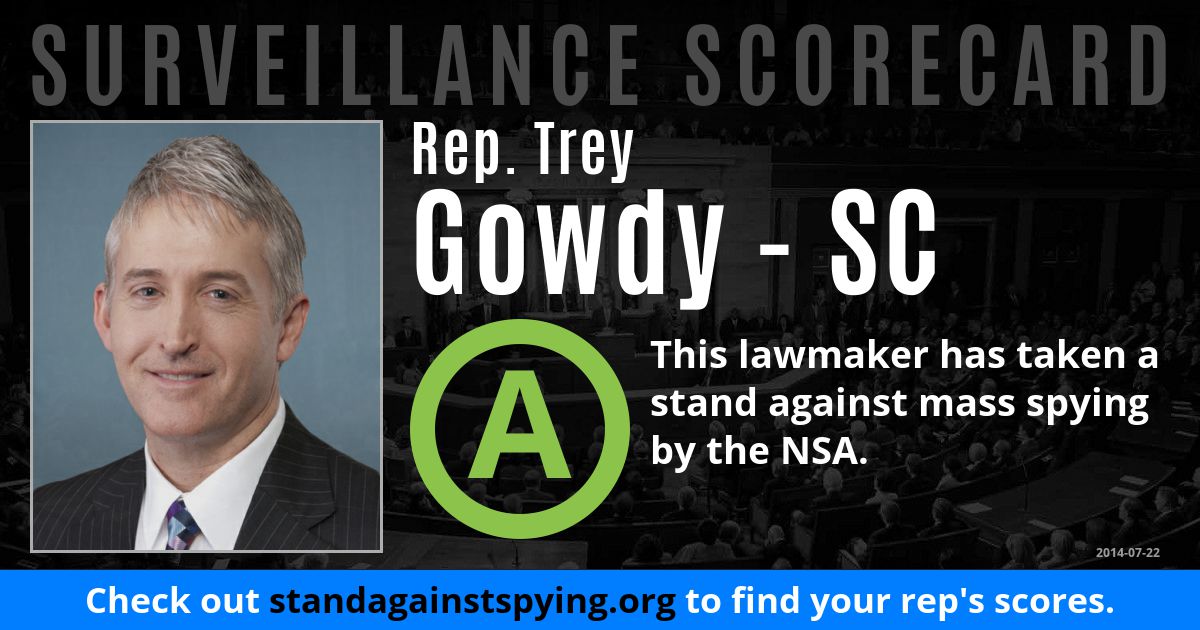 SURVEILLANCE SCORECARD
Rep. Trey
Gowdy - SC
A
This lawmaker has taken a
stand against mass spying
by the NSA.
2014-07-22
Check out standagainstspying.org to find your rep's scores.